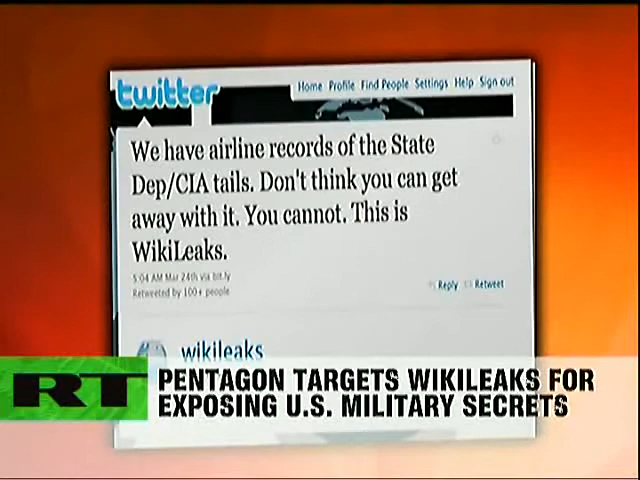 twitter
Home Profile Find People Settings Help Sign out
We have airline records of the State
Dep/CIA tails. Don't think you can get
away with it. You cannot. This is
WikiLeaks.
5:04 AM Mar 24th via bit.ly
Retweeted by 100+ people
Reply Retweet
wikileaks
RT
PENTAGON TARGETS WIKILEAKS FOR
EXPOSING U.S. MILITARY SECRETS